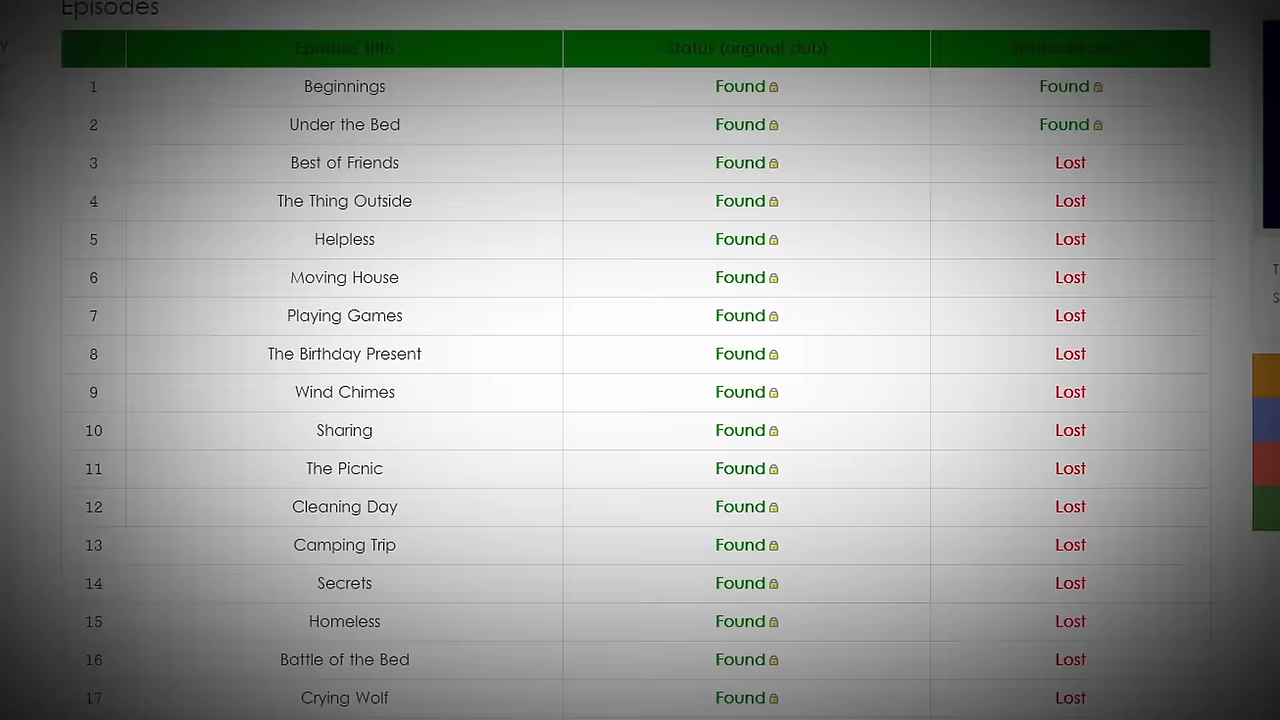 Episodes
Episode Title Status (original dub)
1 Beginnings Found Found
2 Under the Bed Found Found
3 Best of Friends Found Lost
4 The Thing Outside Found Lost
5 Helpless Found Lost
6 Moving House Found Lost
7 Playing Games Found Lost
8 The Birthday Present Found Lost
9 Wind Chimes Found Lost
10 Sharing Found Lost
11 The Picnic Found Lost
12 Cleaning Day Found Lost
13 Camping Trip Found Lost
14 Secrets Found Lost
15 Homeless Found Lost
16 Battle of the Bed Found Lost
17 Crying Wolf Found Lost